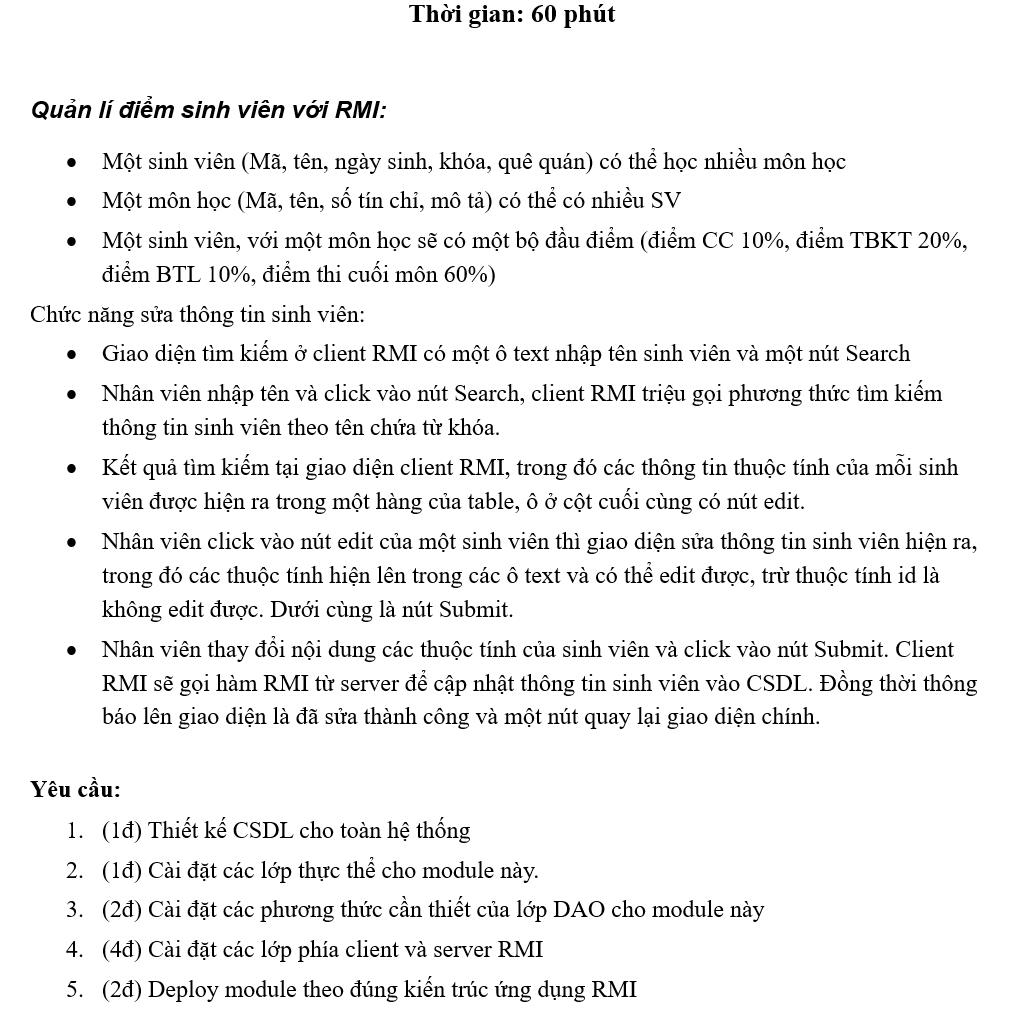 Thời gian: 60 phút
Quản lí điểm sinh viên với RMI:
• Một sinh viên (Mã, tên, ngày sinh, khóa, quê quán) có thể học nhiều môn học
• Một môn học (Mã, tên, số tín chỉ, mô tả) có thể có nhiều SV
• Một sinh viên, với một môn học sẽ có một bộ đầu điểm (điểm CC 10%, điểm TBKT 20%,
điểm BTL 10%, điểm thi cuối môn 60%)
Chức năng sửa thông tin sinh viên:
• Giao diện tìm kiếm ở client RMI có một ô text nhập tên sinh viên và một nút Search
• Nhân viên nhập tên và click vào nút Search, client RMI triệu gọi phương thức tìm kiếm
thông tin sinh viên theo tên chứa từ khóa.
• Kết quả tìm kiếm tại giao diện client RMI, trong đó các thông tin thuộc tính của mỗi sinh
viên được hiện ra trong một hàng của table, ô ở cột cuối cùng có nút edit.
• Nhân viên click vào nút edit của một sinh viên thì giao diện sửa thông tin sinh viên hiện ra,
trong đó các thuộc tính hiện lên trong các ô text và có thể edit được, trừ thuộc tính id là
không edit được. Dưới cùng là nút Submit.
• Nhân viên thay đổi nội dung các thuộc tính của sinh viên và click vào nút Submit. Client
RMI sẽ gọi hàm RMI từ server để cập nhật thông tin sinh viên vào CSDL. Đồng thời thông
báo lên giao diện là đã sửa thành công và một nút quay lại giao diện chính.
Yêu cầu:
1. (1đ) Thiết kế CSDL cho toàn hệ thống
2. (1đ) Cài đặt các lớp thực thể cho module này.
3. (2đ) Cài đặt các phương thức cần thiết của lớp DAO cho module này
4. (4đ) Cài đặt các lớp phía client và server RMI
5. (2đ) Deploy module theo đúng kiến trúc ứng dụng RMI